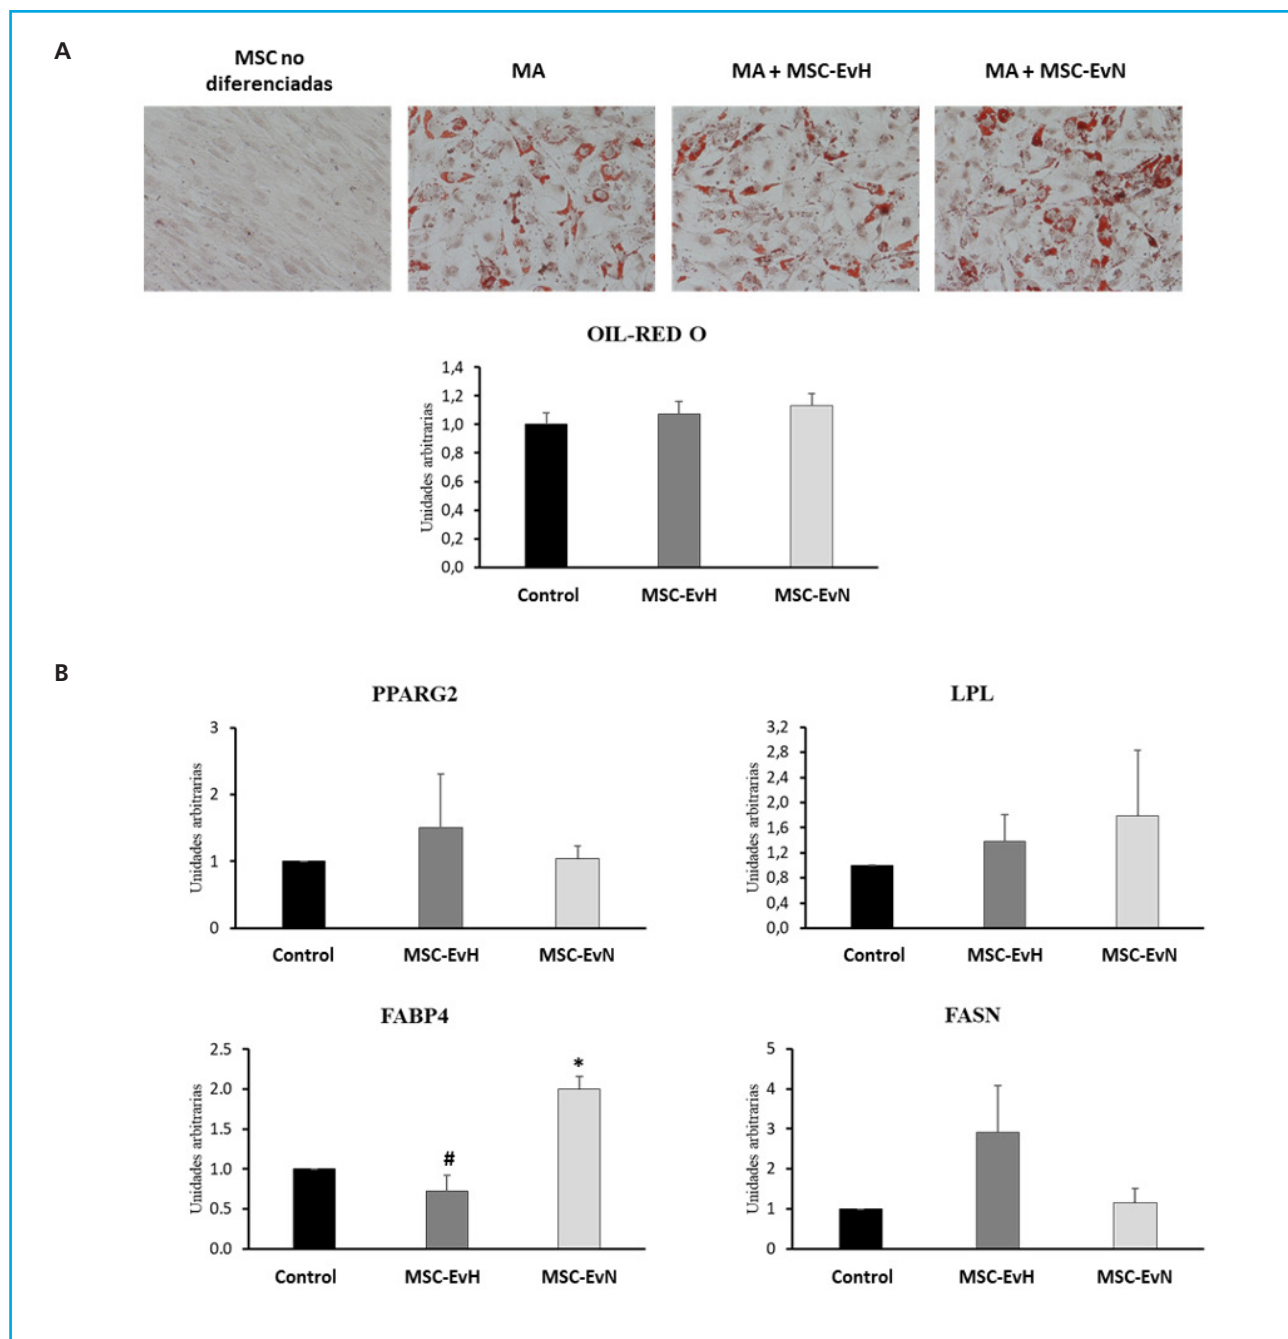 A
MSC no
diferenciadas
MA
MA + MSC-EvH
MA + MSC-EvN
OIL-RED O
Unidades arbitrarias
1,4
1,2
1,0
0,8
0,6
0,4
0,2
0,0
Control
MSC-EvH
MSC-EvN
B
PPARG2
Unidades arbitrarias
3
2
1
0
Control
MSC-EvH
MSC-EvN
LPL
Unidades arbitrarias
3,2
2,8
2,4
2,0
1,6
1,2
0,8
0,4
0,0
Control
MSC-EvH
MSC-EvN
FABP4
Unidades arbitrarias
2.5
2.0
1.5
1.0
0.5
0.0
#
*
Control
MSC-EvH
MSC-EvN
FASN
Unidades arbitrarias
5
4
3
2
1
0
Control
MSC-EvH
MSC-EvN